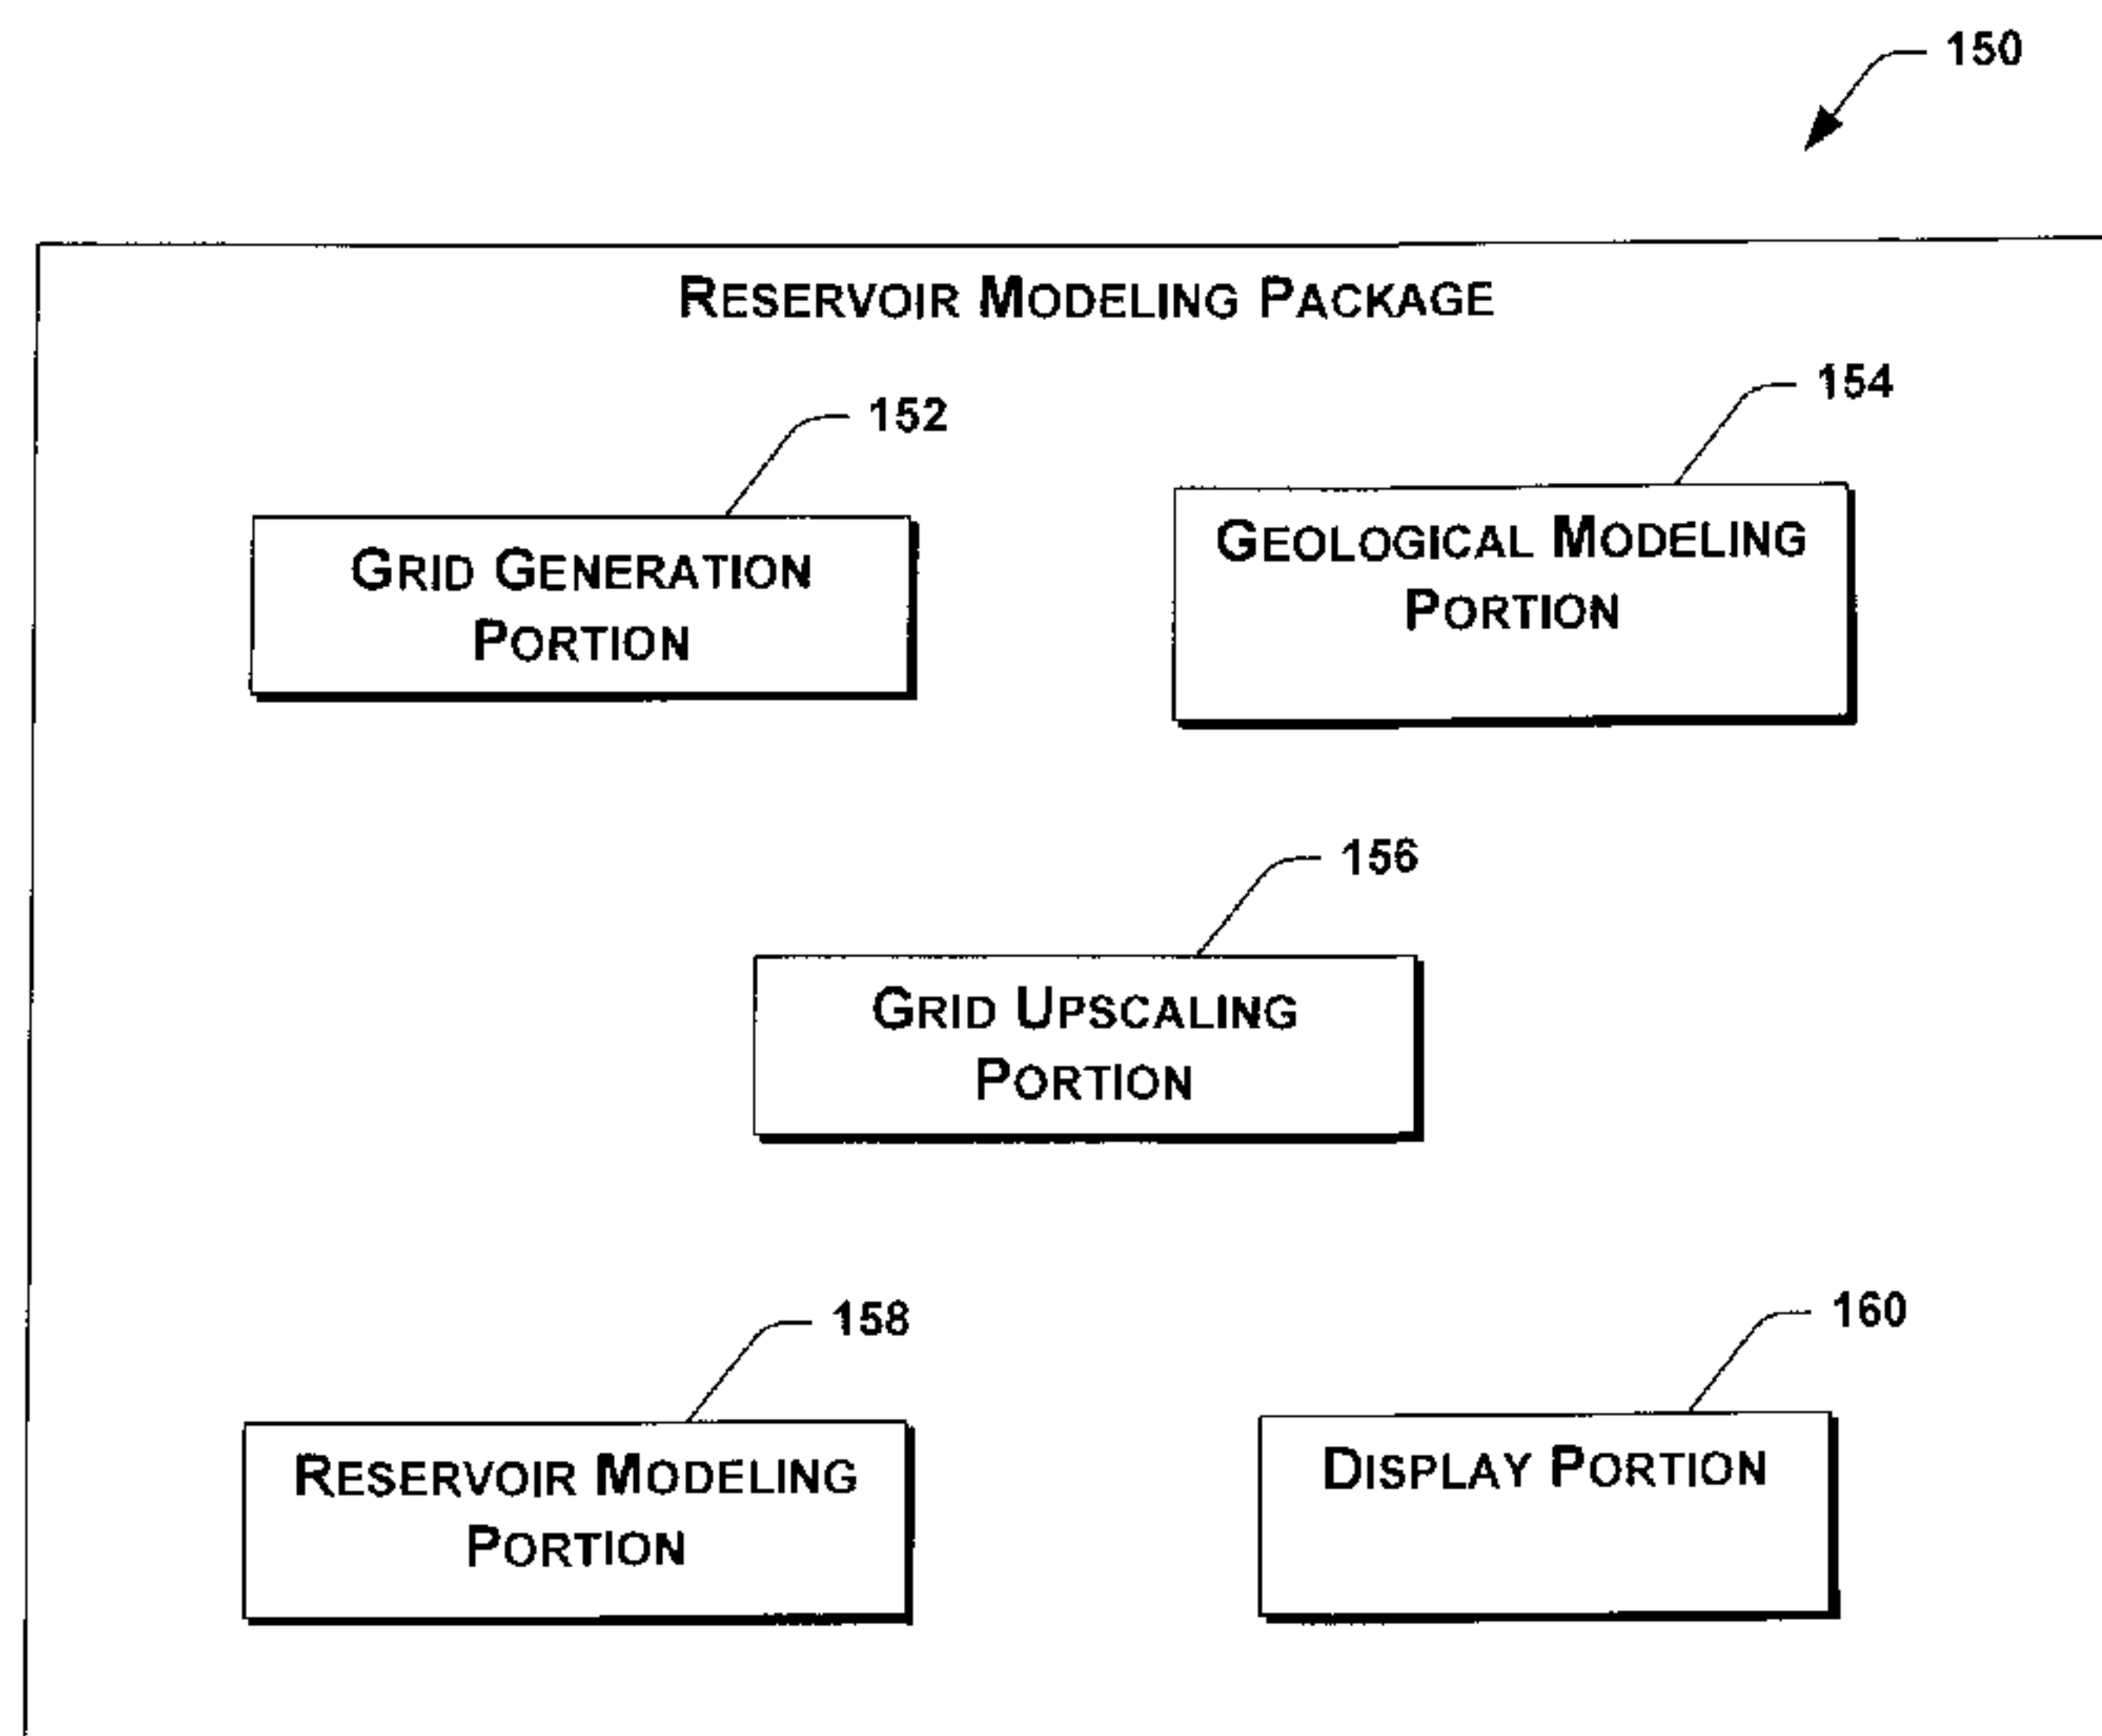 150
RESERVOIR MODELING PACKAGE
152
154
GRID GENERATION
PORTION
GEOLOGICAL MODELING
PORTION
156
GRID UPSCALING
PORTION
158
160
RESERVOIR MODELING
PORTION
DISPLAY PORTION